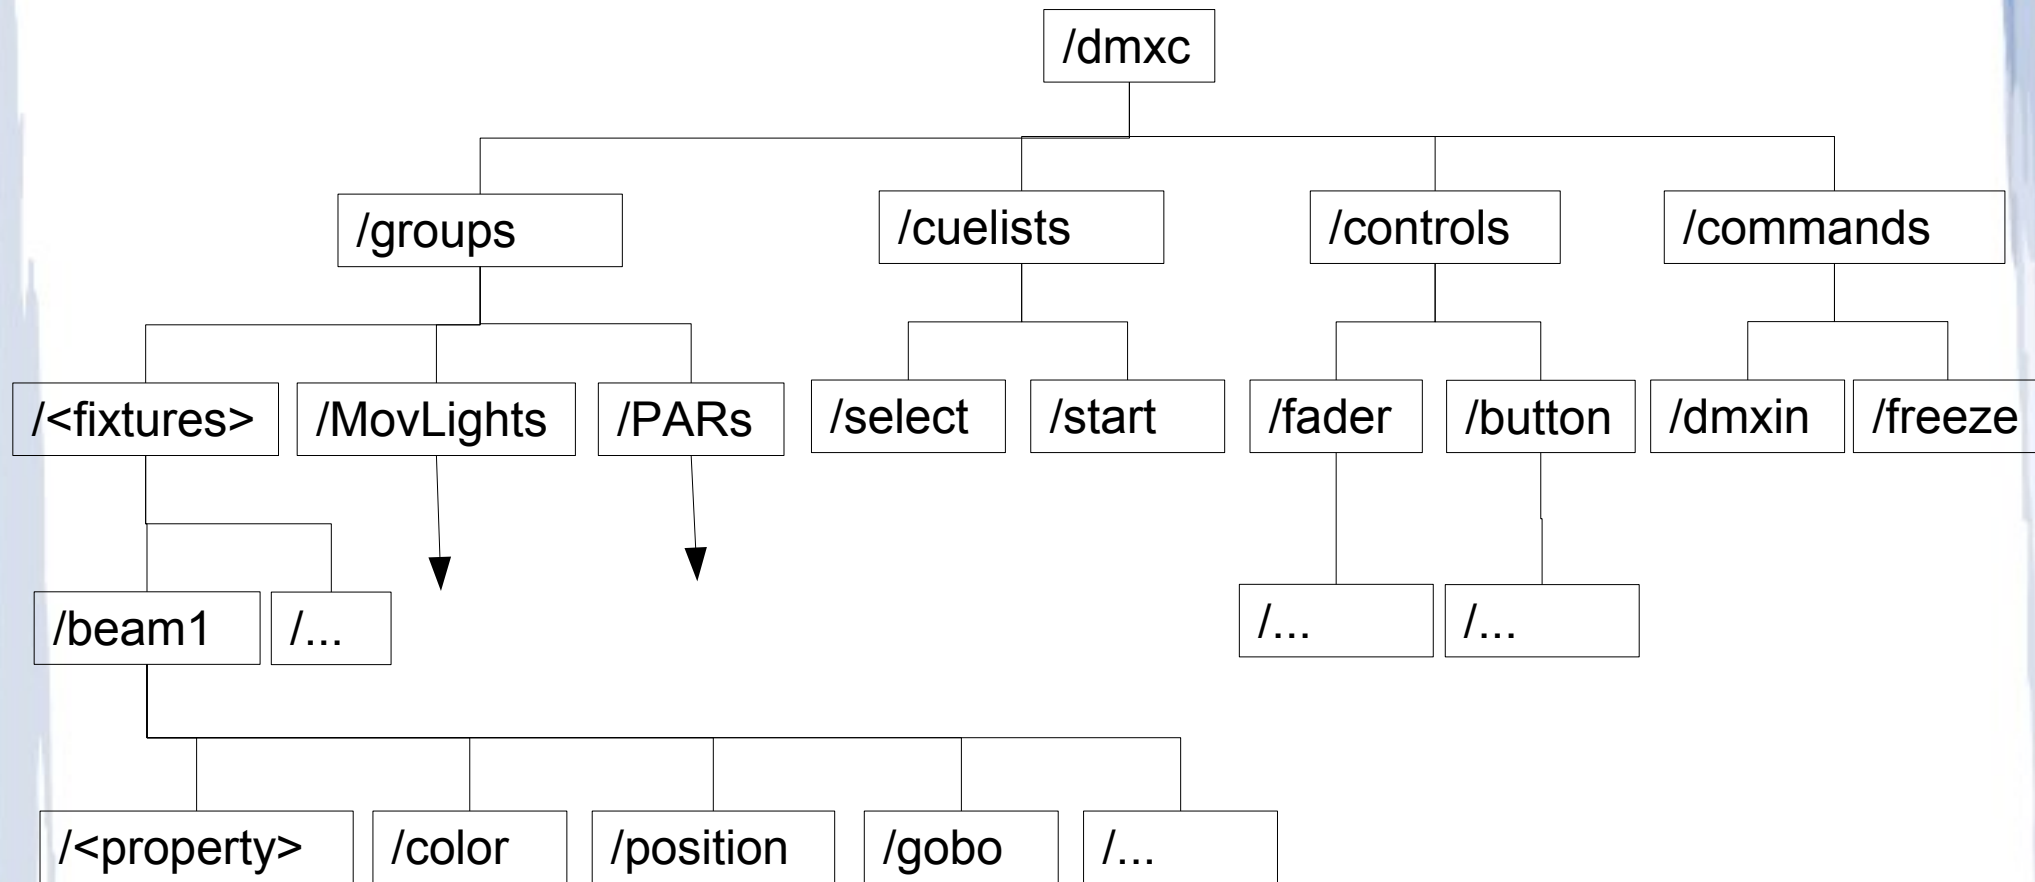 /dmxc
/groups
/cuelists
/controls
/commands
/<fixtures>
/MovLights
/PARs
/select
/start
/fader
/button
/dmxin
/freeze
/beam1
/...
/...
/...
/<property>
/color
/position
/gobo
/...